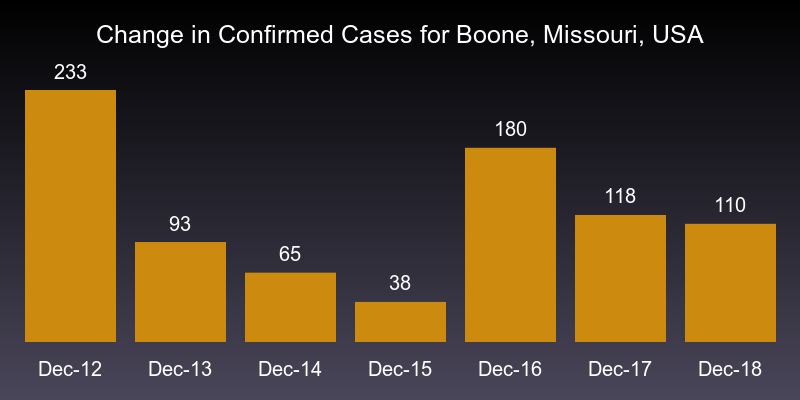 Change in Confirmed Cases for Boone, Missouri, USA
233
93
65
38
180
118
110
Dec-12
Dec-13
Dec-14
Dec-15
Dec-16
Dec-17
Dec-18